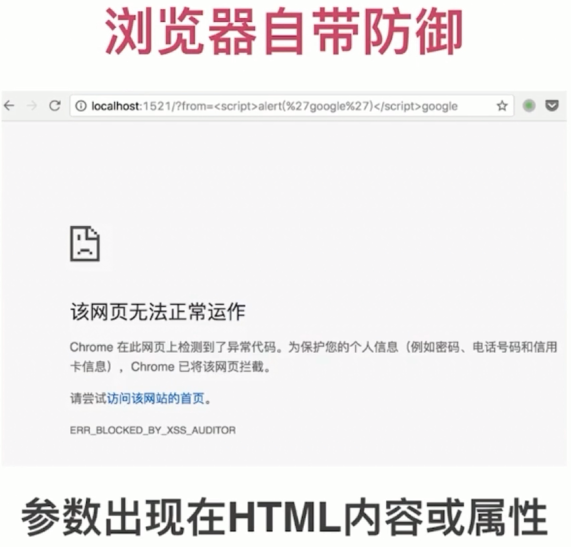 浏览器自带防御
localhost:1521/?from=<script>alert(%27google%27)</script>google
该网页无法正常运作
Chrome 在此网页上检测到了异常代码。为保护您的个人信息（例如密码、电话号码和信用
卡信息），Chrome 已将该网页拦截。
请尝试访问该网站的首页。
ERR_BLOCKED_BY_XSS_AUDITOR
参数出现在HTML内容或属性